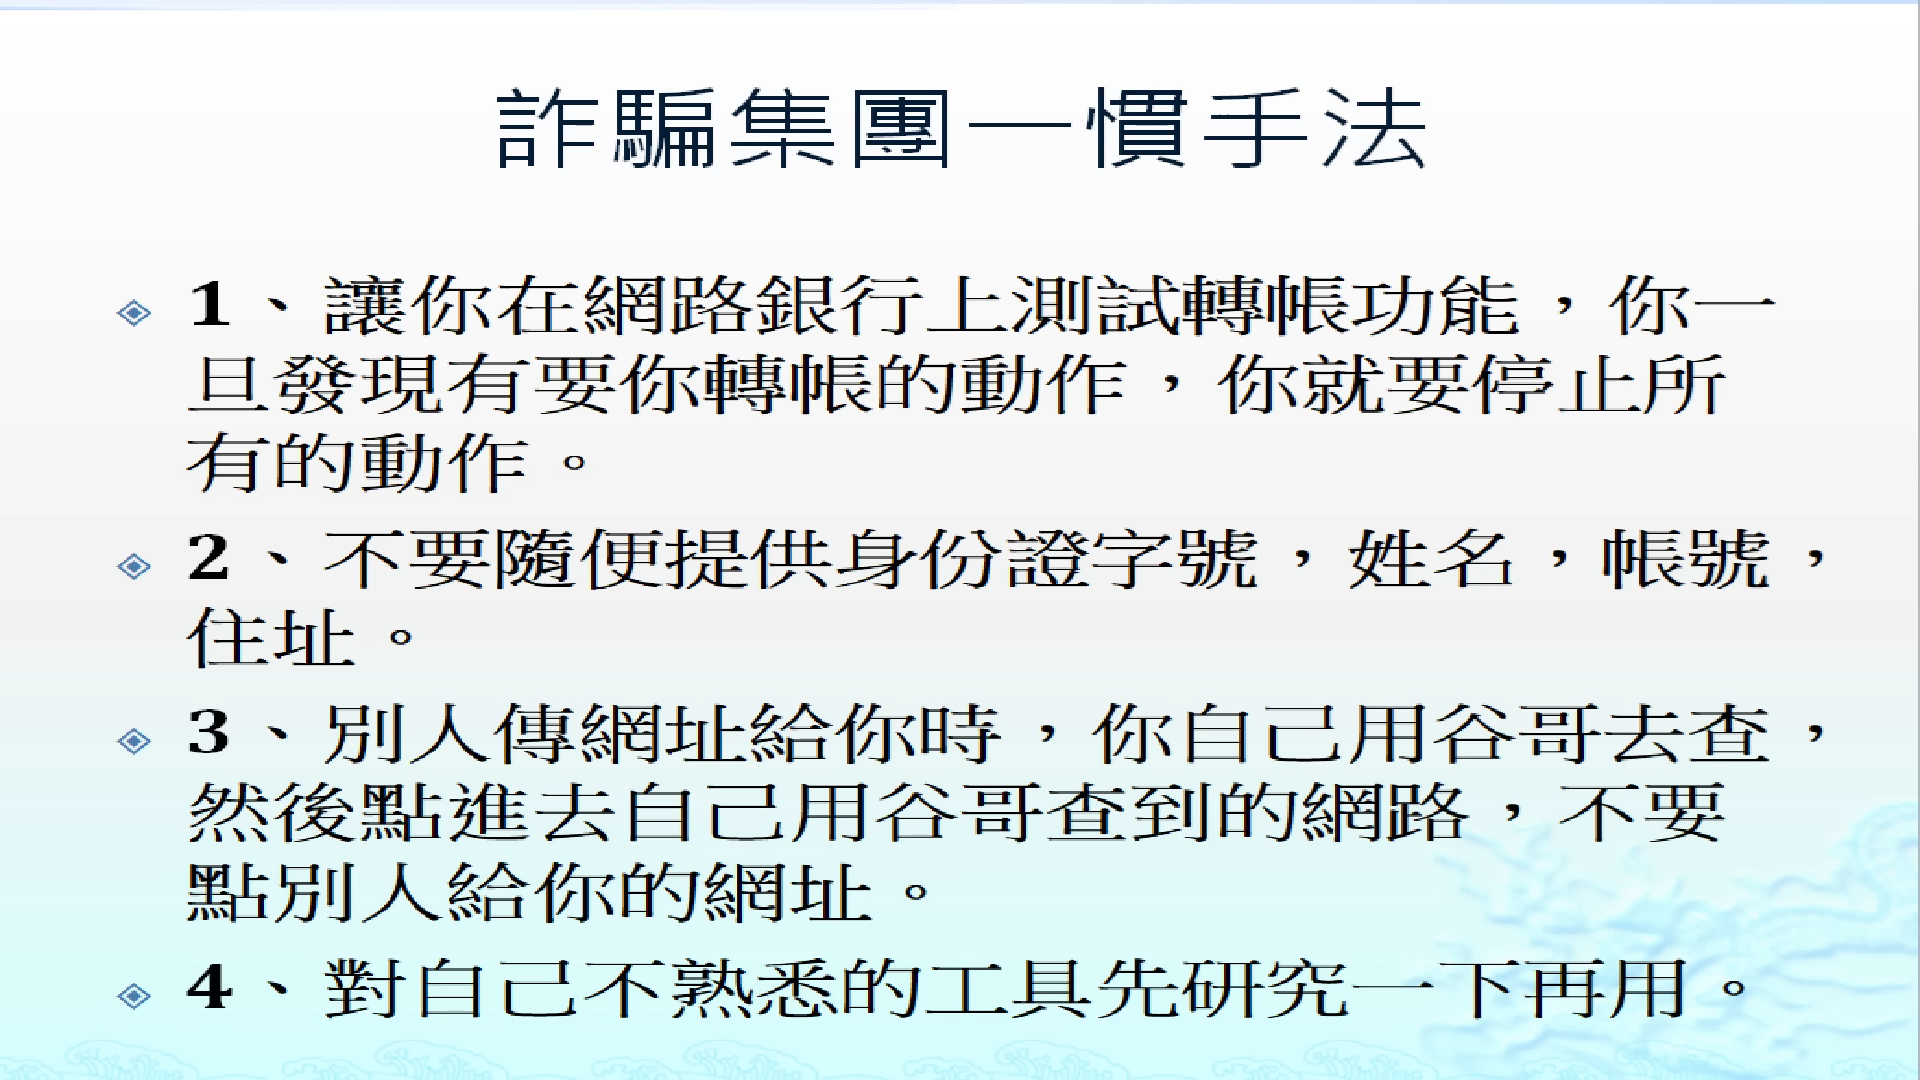 詐騙集團一慣手法
1、讓你在網路銀行上測試轉帳功能，你一
旦發現有要你轉帳的動作，你就要停止所
有的動作。
2、不要隨便提供身份證字號，姓名，帳號，
住址。
3、別人傳網址給你時，你自己用谷哥去查，
然後點進去自己用谷哥查到的網路，不要
點別人給你的網址。
4、對自己不熟悉的工具先研究一下再用。